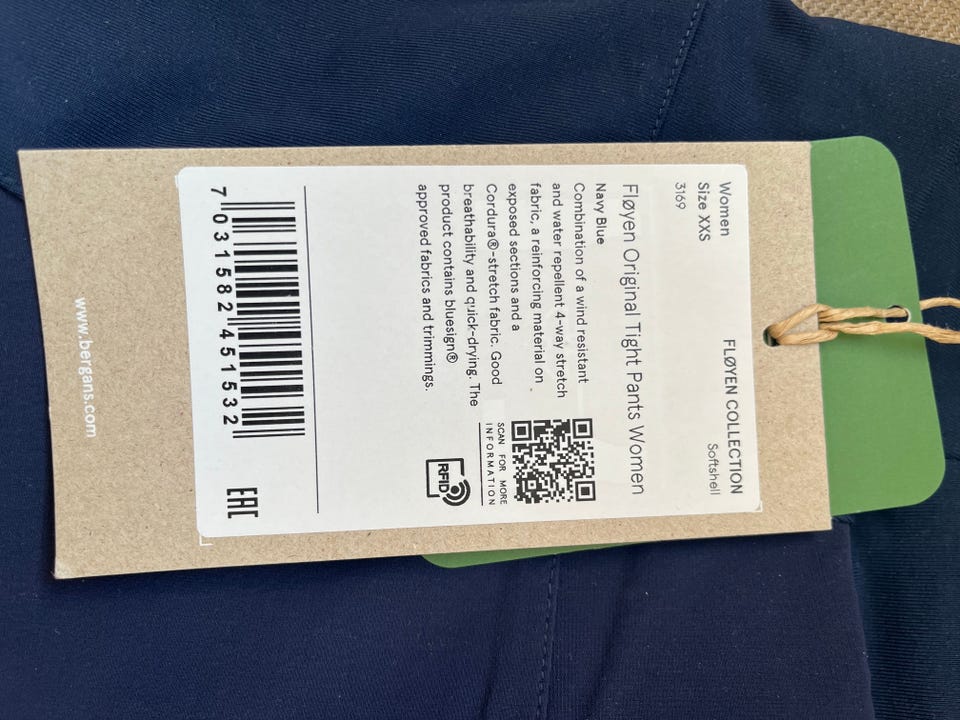 Women
Size XXS
3169
FLØYEN COLLECTION
Softshell
Fløyen Original Tight Pants Women
Navy Blue
Combination of a wind resistant
and water repellent 4-way stretch
fabric, a reinforcing material on
exposed sections and a
Cordura®-stretch fabric. Good
breathability and quick-drying. The
product contains bluesign®
approved fabrics and trimmings.
SCAN FOR MORE
INFORMATION
RFID
7 031582 451532
EAC
www.bergans.com